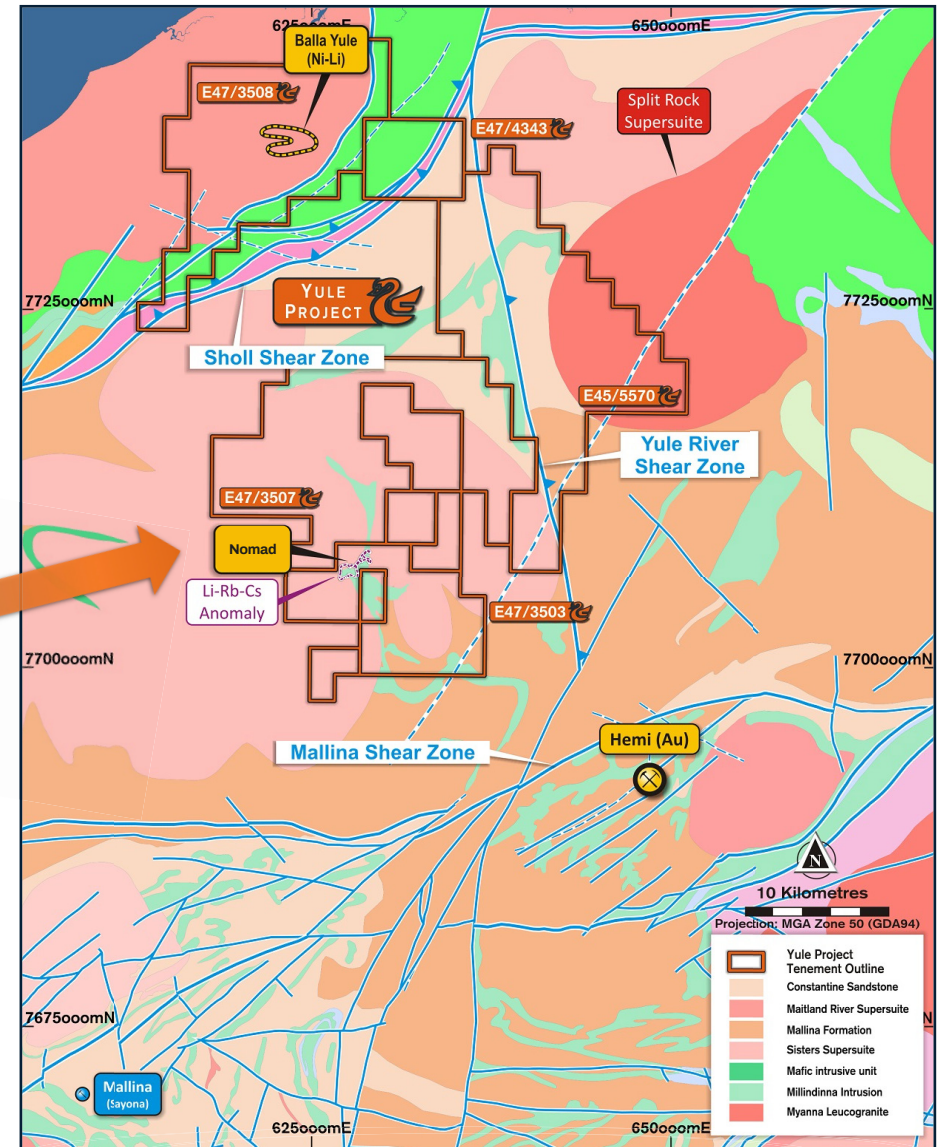 625000mE
650000mE
Balla Yule
(Ni-Li)
E47/3508
Split Rock
Supersuite
E47/4343
7725000mN
YULE
PROJECT
7725000mN
Sholl Shear Zone
E45/5570
Yule River
Shear Zone
E47/3507
Nomad
Li-Rb-Cs
Anomaly
E47/3503
7700000mN
7700000mN
Mallina Shear Zone
Hemi (Au)
N
10 Kilometres
Projection: MGA Zone 50 (GDA94)
Yule Project
Tenement Outline
Constantine Sandstone
Maitland River Supersuite
Mallina Formation
Sisters Supersuite
Mafic intrusive unit
Millindinna Intrusion
Myanna Leucogranite
7675000mN
N
Mallina
(Sayona)
625000mE
650000mE